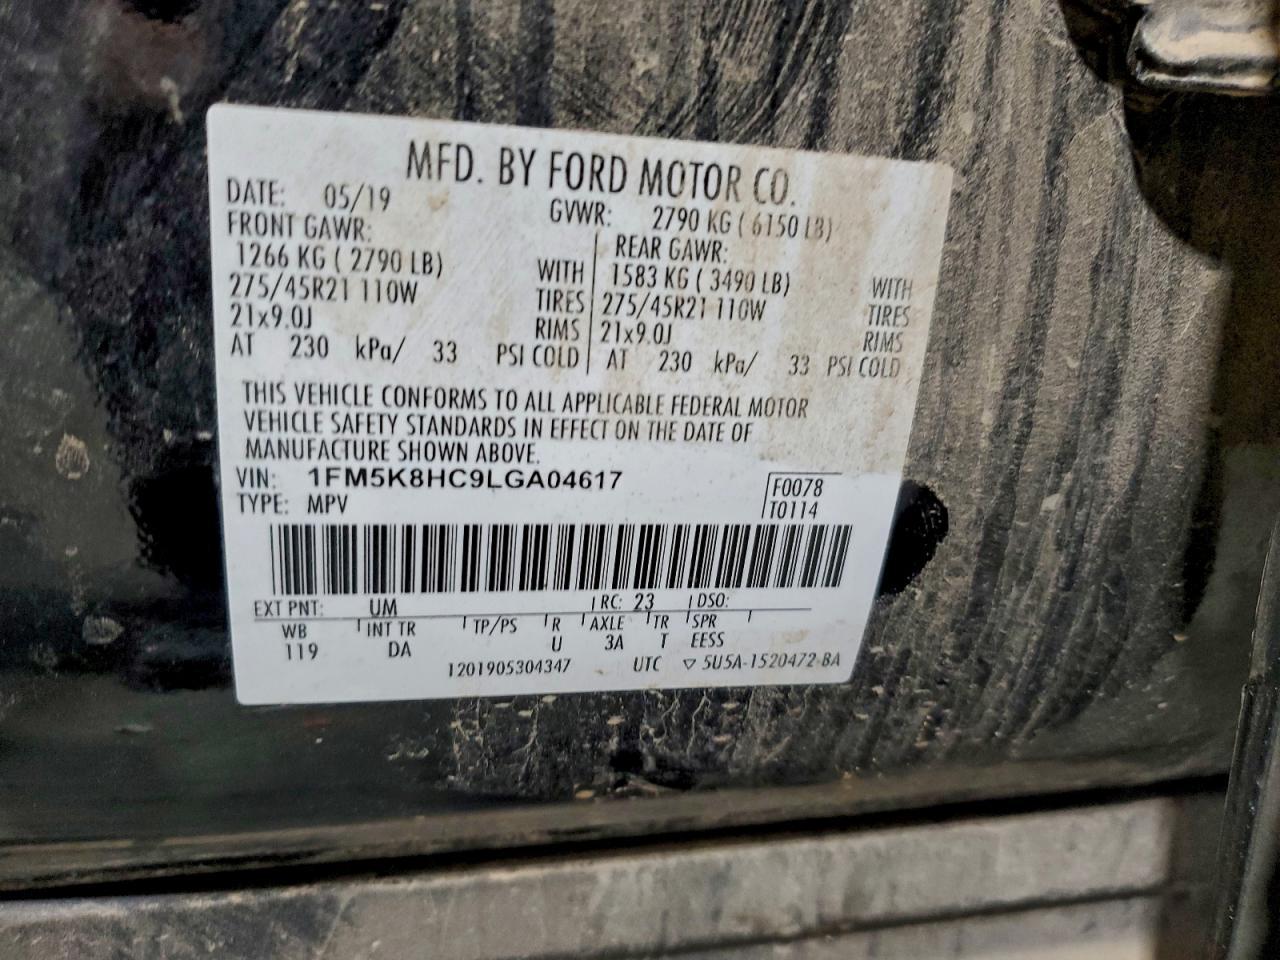 MFD. BY FORD MOTOR CO.
DATE: 05/19 GVWR: 2790 KG ( 6150 LB)
FRONT GAWR: REAR GAWR:
1266 KG ( 2790 LB) WITH 1583 KG ( 3490 LB) WITH
275/45R21 110W TIRES 275/45R21 110W TIRES
21x9.0J RIMS 21x9.0J RIMS
AT 230 kPa/ 33 PSI COLD AT 230 kPa/ 33 PSI COLD
THIS VEHICLE CONFORMS TO ALL APPLICABLE FEDERAL MOTOR
VEHICLE SAFETY STANDARDS IN EFFECT ON THE DATE OF
MANUFACTURE SHOWN ABOVE.
VIN: 1FM5K8HC9LGA04617 F0078
TYPE: MPV T0114
EXT PNT: UM RC: 23 DSO:
WB INT TR TP/PS R AXLE TR SPR
119 DA U 3A T EESS
1201905304347 UTC ▽ 5U5A-1520472-BA